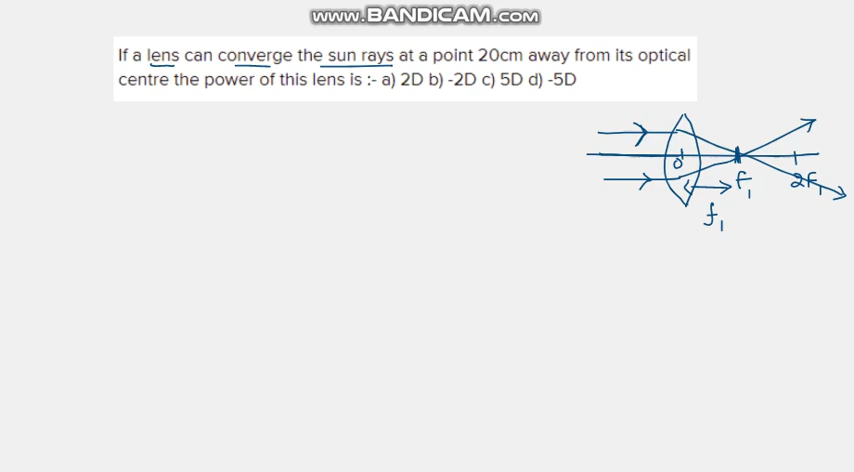 www.BANDICAM.com
If a lens can converge the sun rays at a point 20cm away from its optical
centre the power of this lens is :- a) 2D b) -2D c) 5D d) -5D
O
F1
2F1
f1